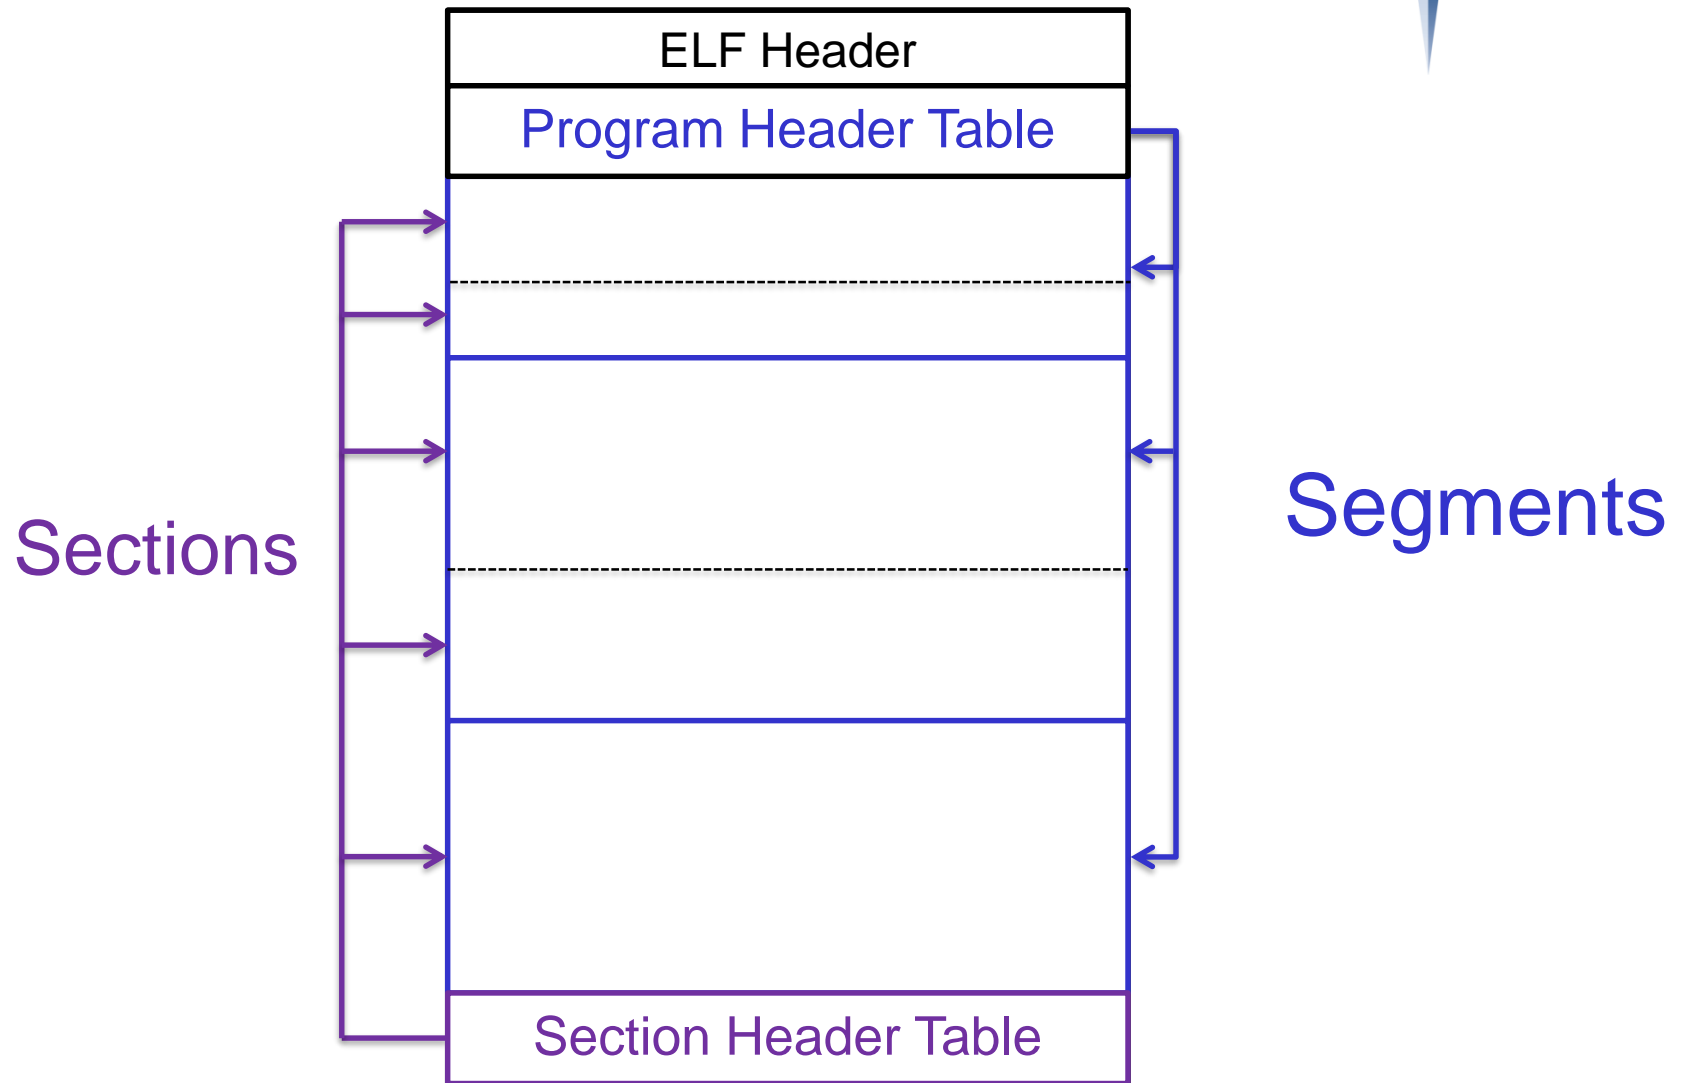 ELF Header
Program Header Table
Sections
Segments
Section Header Table